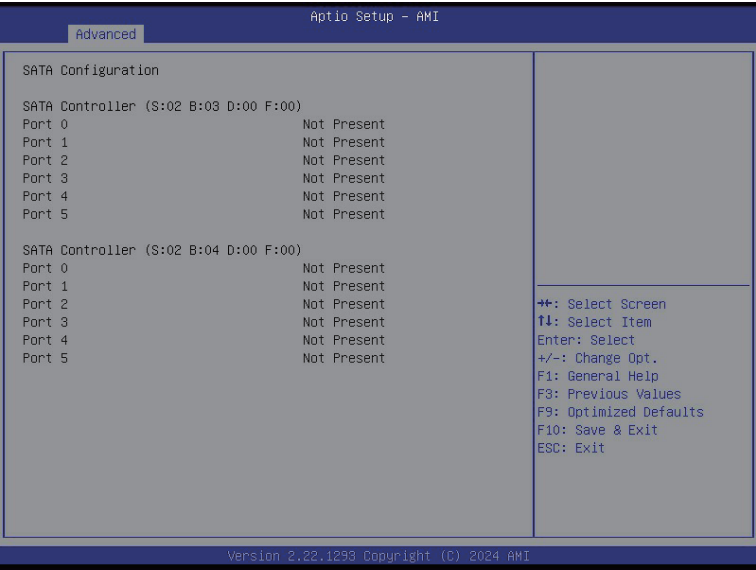 Aptio Setup – AMI
Advanced
SATA Configuration
SATA Controller (S:02 B:03 D:00 F:00)
Port 0 Not Present
Port 1 Not Present
Port 2 Not Present
Port 3 Not Present
Port 4 Not Present
Port 5 Not Present
SATA Controller (S:02 B:04 D:00 F:00)
Port 0 Not Present
Port 1 Not Present
Port 2 Not Present
Port 3 Not Present
Port 4 Not Present
Port 5 Not Present
→←: Select Screen
↑↓: Select Item
Enter: Select
+/-: Change Opt.
F1: General Help
F3: Previous Values
F9: Optimized Defaults
F10: Save & Exit
ESC: Exit
Version 2.22.1293 Copyright (C) 2024 AMI